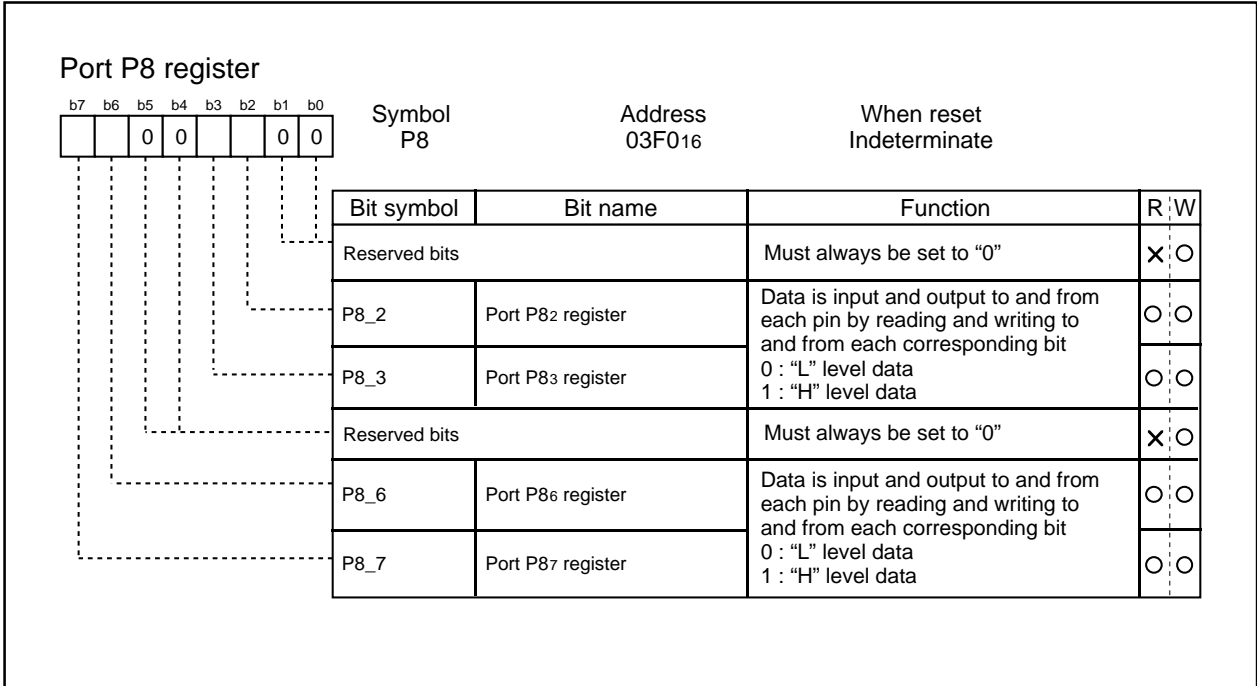 Port P8 register
b7 b6 b5 b4 b3 b2 b1 b0
0 0 0 0
Symbol Address When reset
P8 03F016 Indeterminate
Bit symbol Bit name Function R W
Reserved bits Must always be set to “0” X O
P8_2 Port P82 register Data is input and output to and from
each pin by reading and writing to
and from each corresponding bit
0 : “L” level data
1 : “H” level data O O
P8_3 Port P83 register O O
Reserved bits Must always be set to “0” X O
P8_6 Port P86 register Data is input and output to and from
each pin by reading and writing to
and from each corresponding bit
0 : “L” level data
1 : “H” level data O O
P8_7 Port P87 register O O